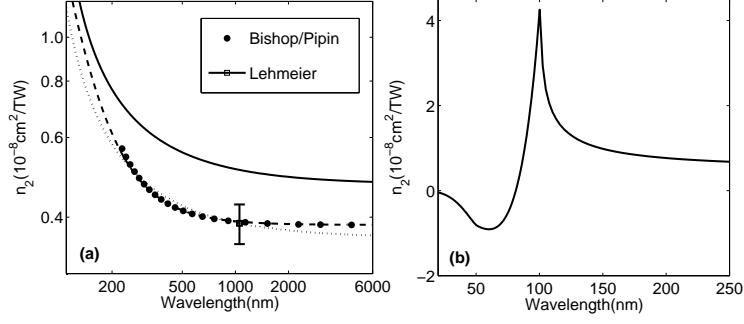 1.0
0.8
0.6
0.4
n2(10−8cm2/TW)
Bishop/Pipin
Lehmeier
(a)
200 500 1000 2000 6000
Wavelength(nm)
4
2
0
−2
n2(10−8cm2/TW)
(b)
50 100 150 200 250
Wavelength(nm)